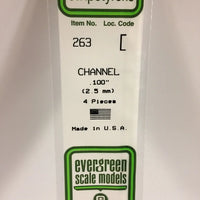 Item No. Loc. Code
263
CHANNEL
.100"
(2.5 mm)
4 Pieces
Made in U.S.A.
evergreen
scale models